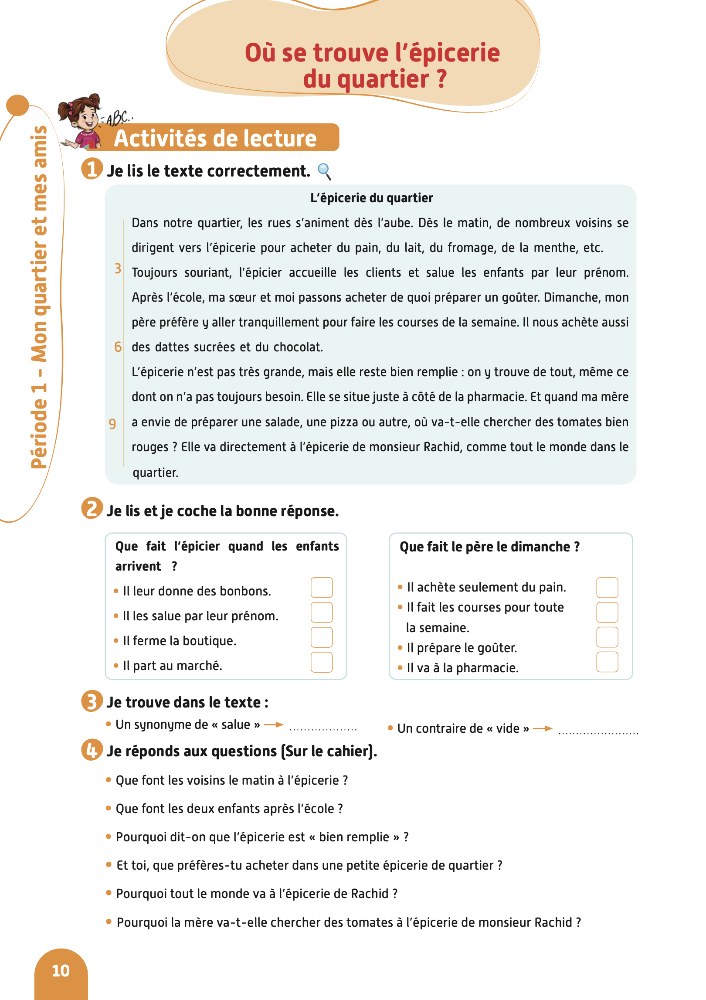 Où se trouve l’épicerie
du quartier ?
Période 1 - Mon quartier et mes amis
A.B.C..
Activités de lecture
1 Je lis le texte correctement.
L’épicerie du quartier
Dans notre quartier, les rues s’animent dès l’aube. Dès le matin, de nombreux voisins se
dirigent vers l’épicerie pour acheter du pain, du lait, du fromage, de la menthe, etc.
3 Toujours souriant, l’épicier accueille les clients et salue les enfants par leur prénom.
Après l’école, ma sœur et moi passons acheter de quoi préparer un goûter. Dimanche, mon
père préfère y aller tranquillement pour faire les courses de la semaine. Il nous achète aussi
6 des dattes sucrées et du chocolat.
L’épicerie n’est pas très grande, mais elle reste bien remplie : on y trouve de tout, même ce
dont on n’a pas toujours besoin. Elle se situe juste à côté de la pharmacie. Et quand ma mère
9 a envie de préparer une salade, une pizza ou autre, où va-t-elle chercher des tomates bien
rouges ? Elle va directement à l’épicerie de monsieur Rachid, comme tout le monde dans le
quartier.
2 Je lis et je coche la bonne réponse.
Que fait l’épicier quand les enfants
arrivent ?
• Il leur donne des bonbons.
• Il les salue par leur prénom.
• Il ferme la boutique.
• Il part au marché.
Que fait le père le dimanche ?
• Il achète seulement du pain.
• Il fait les courses pour toute
la semaine.
• Il prépare le goûter.
• Il va à la pharmacie.
3 Je trouve dans le texte :
• Un synonyme de « salue » → ...................
• Un contraire de « vide » → .......................
4 Je réponds aux questions (Sur le cahier).
• Que font les voisins le matin à l’épicerie ?
• Que font les deux enfants après l’école ?
• Pourquoi dit-on que l’épicerie est « bien remplie » ?
• Et toi, que préfères-tu acheter dans une petite épicerie de quartier ?
• Pourquoi tout le monde va à l’épicerie de Rachid ?
• Pourquoi la mère va-t-elle chercher des tomates à l’épicerie de monsieur Rachid ?
10